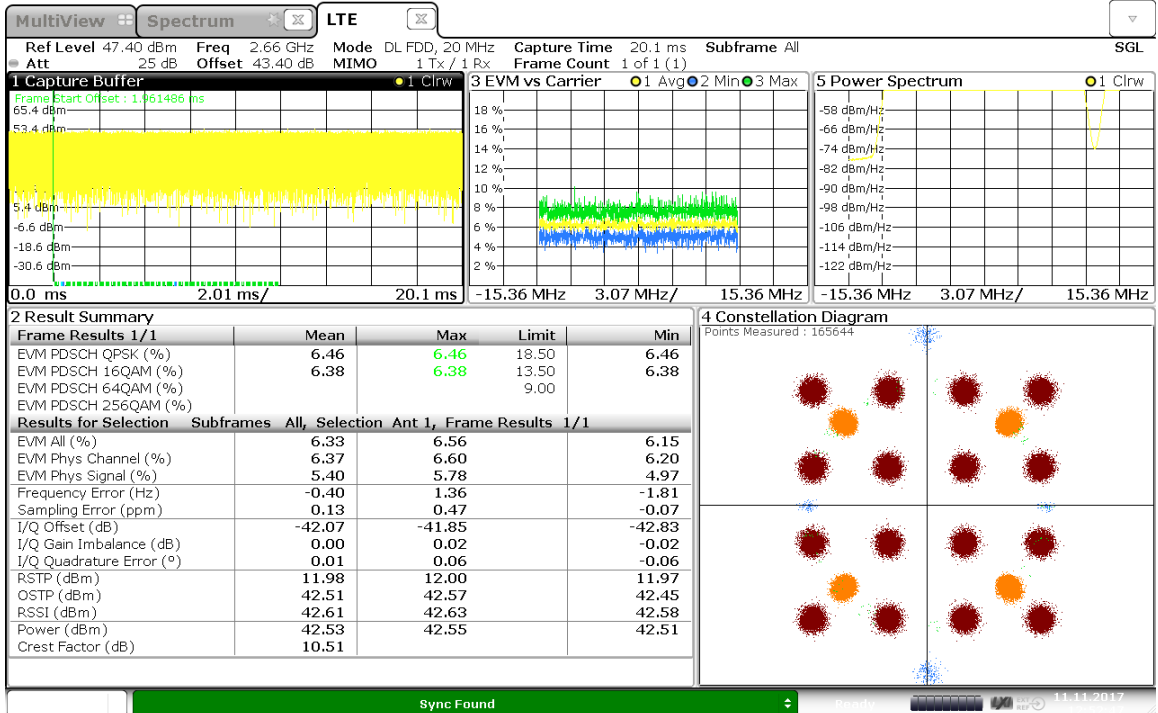 MultiView Spectrum LTE
Ref Level 47.40 dBm Freq 2.66 GHz Mode DL FDD, 20 MHz Capture Time 20.1 ms Subframe All SGL
Att 25 dB Offset 43.40 dB MIMO 1 Tx / 1 Rx Frame Count 1 of 1 (1)
1 Capture Buffer 1 Clrw
Frame Start Offset : 1.961486 ms
65.4 dBm
53.4 dBm
5.4 dBm
-6.6 dBm
-18.6 dBm
-30.6 dBm
0.0 ms 2.01 ms/ 20.1 ms
3 EVM vs Carrier 1 Avg 2 Min 3 Max
18 %
16 %
14 %
12 %
10 %
8 %
6 %
4 %
2 %
-15.36 MHz 3.07 MHz/ 15.36 MHz
5 Power Spectrum 1 Clrw
-58 dBm/Hz
-66 dBm/Hz
-74 dBm/Hz
-82 dBm/Hz
-90 dBm/Hz
-98 dBm/Hz
-106 dBm/Hz
-114 dBm/Hz
-122 dBm/Hz
-15.36 MHz 3.07 MHz/ 15.36 MHz
2 Result Summary
Frame Results 1/1 Mean Max Limit Min
EVM PDSCH QPSK (%) 6.46 6.46 18.50 6.46
EVM PDSCH 16QAM (%) 6.38 6.38 13.50 6.38
EVM PDSCH 64QAM (%) 9.00
EVM PDSCH 256QAM (%)
Results for Selection Subframes All, Selection Ant 1, Frame Results 1/1
EVM All (%) 6.33 6.56 6.15
EVM Phys Channel (%) 6.37 6.60 6.20
EVM Phys Signal (%) 5.40 5.78 4.97
Frequency Error (Hz) -0.40 1.36 -1.81
Sampling Error (ppm) 0.13 0.47 -0.07
I/Q Offset (dB) -42.07 -41.85 -42.83
I/Q Gain Imbalance (dB) 0.00 0.02 -0.02
I/Q Quadrature Error (°) 0.01 0.06 -0.06
RSTP (dBm) 11.98 12.00 11.97
OSTP (dBm) 42.51 42.57 42.45
RSSI (dBm) 42.61 42.63 42.58
Power (dBm) 42.53 42.55 42.51
Crest Factor (dB) 10.51
4 Constellation Diagram
Points Measured : 165644
Sync Found
Ready
LXI
11.11.2017